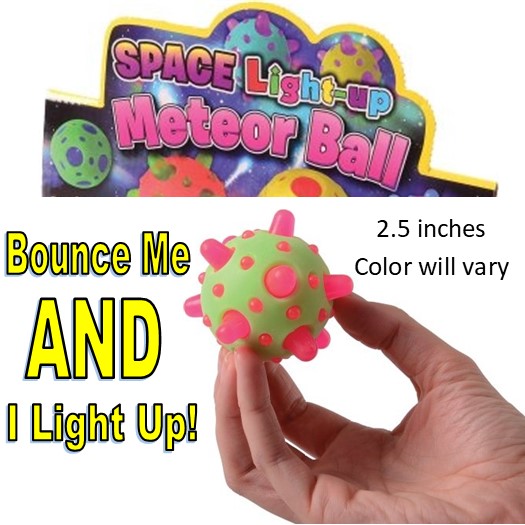 SPACE Light-up
Meteor Ball
Bounce Me
AND
I Light Up!
2.5 inches
Color will vary